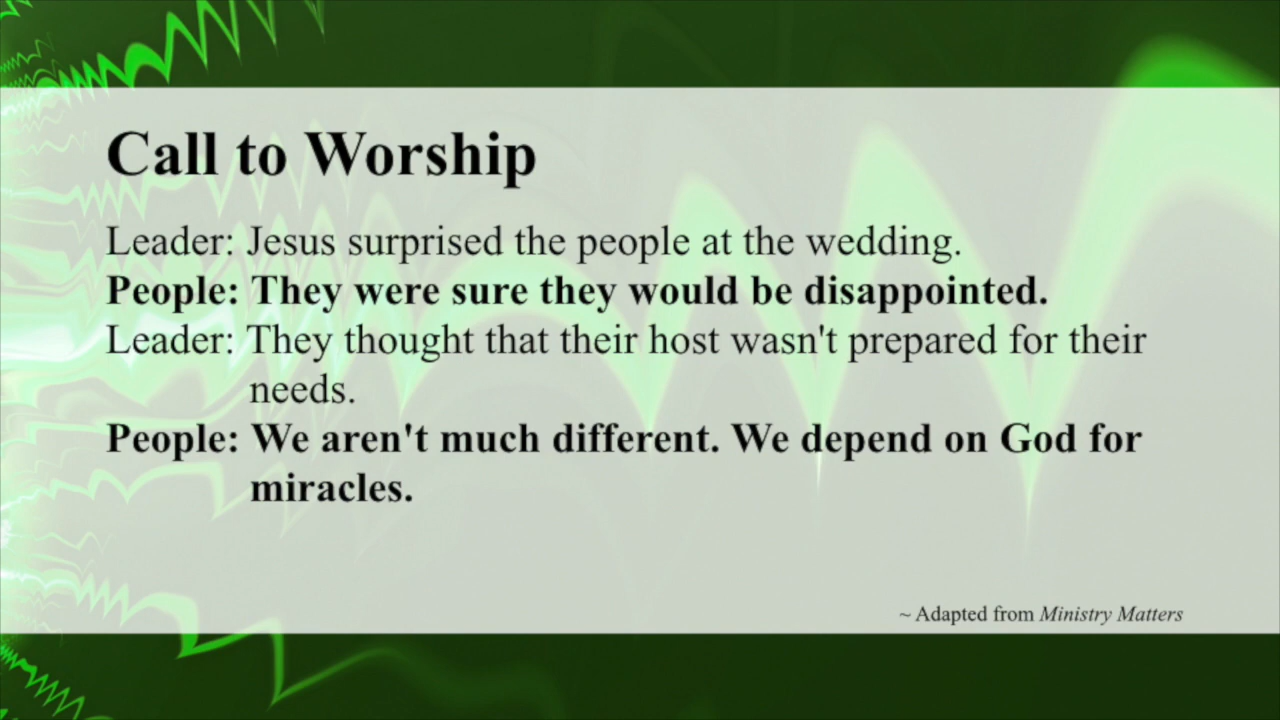 Call to Worship
Leader: Jesus surprised the people at the wedding.
People: They were sure they would be disappointed.
Leader: They thought that their host wasn't prepared for their
needs.
People: We aren't much different. We depend on God for
miracles.
~ Adapted from Ministry Matters